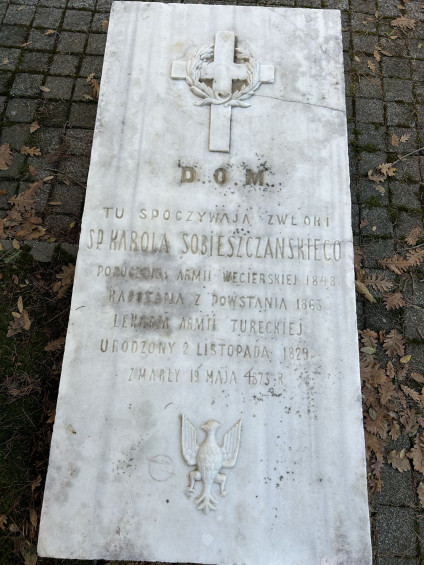 D O M
TU SPOCZYWAJĄ ZWŁOKI
ŚP. KAROLA SOBIESZCZAŃSKIEGO
PORUCZNIKA ARMII WĘGIERSKIEJ 1848
KAPITANA Z POWSTANIA 1863
LEKARZA ARMII TURECKIEJ
URODZONY 2 LISTOPADA 1829
ZMARŁY 19 MAJA 1873 R.